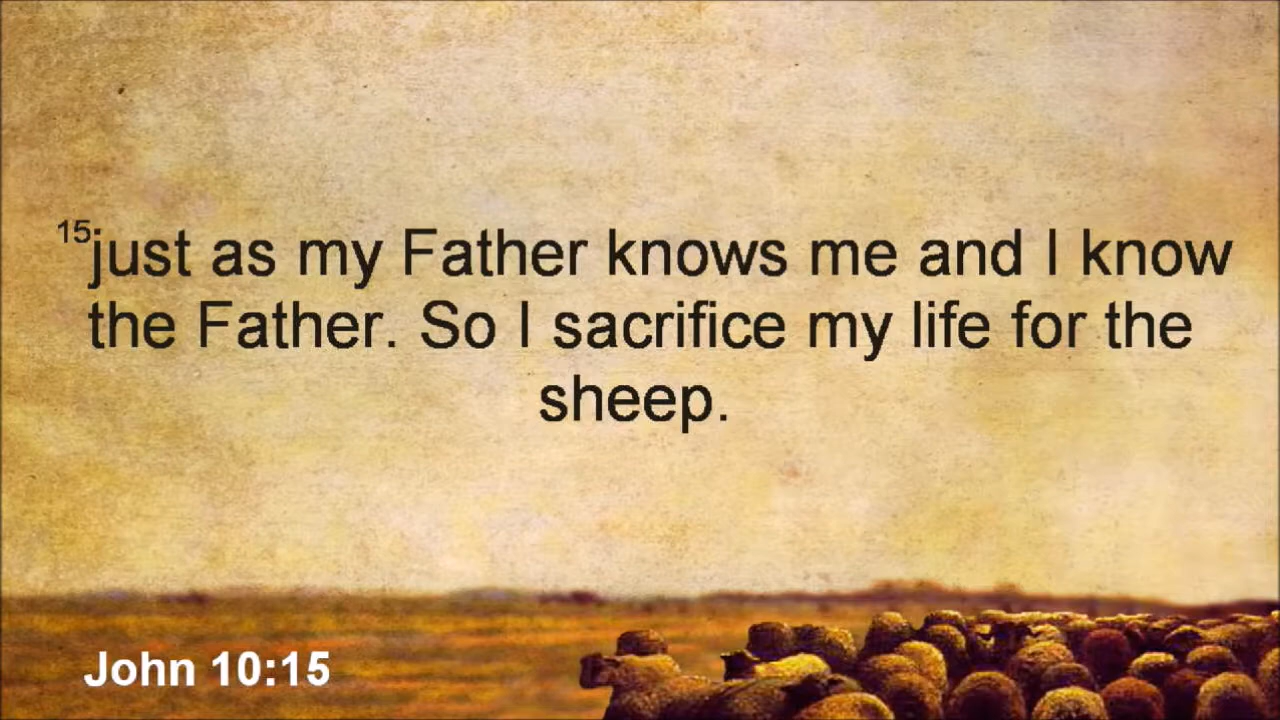 15just as my Father knows me and I know
the Father. So I sacrifice my life for the
sheep.
John 10:15